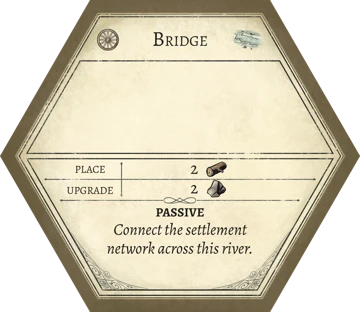 BRIDGE
PLACE 2
UPGRADE 2
PASSIVE
Connect the settlement
network across this river.